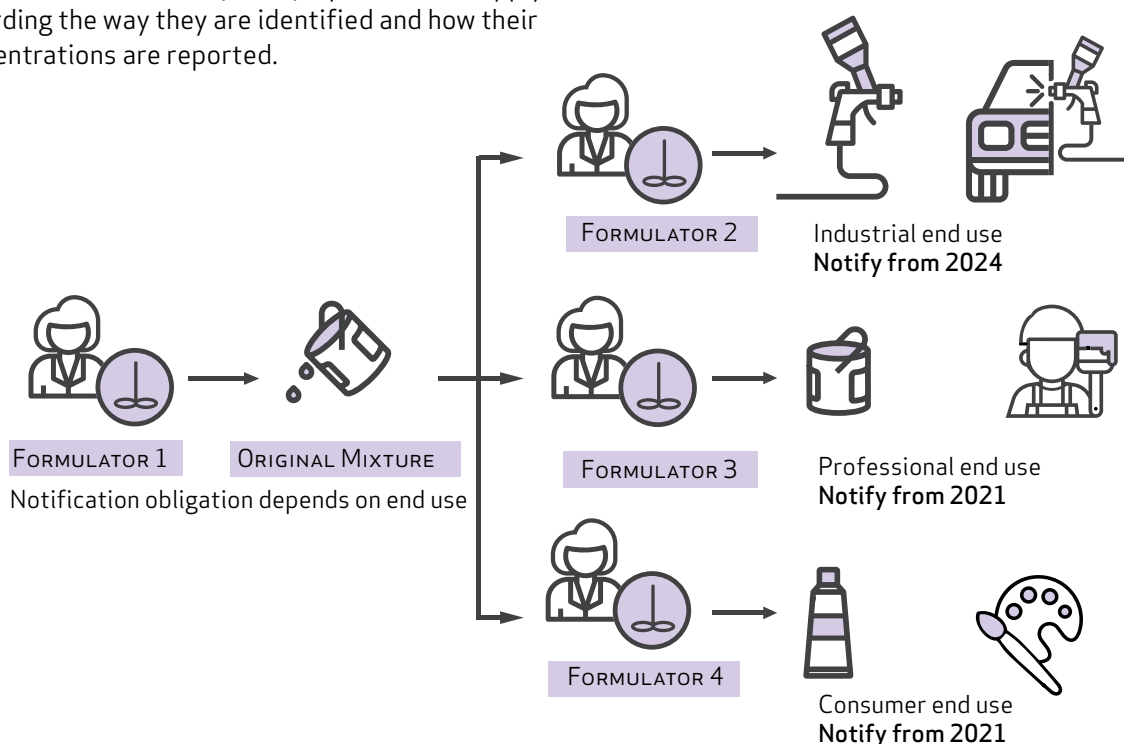 rding the way they are identified and how their
entrations are reported.
FORMULATOR 1
ORIGINAL MIXTURE
Notification obligation depends on end use
FORMULATOR 2
Industrial end use
Notify from 2024
FORMULATOR 3
Professional end use
Notify from 2021
FORMULATOR 4
Consumer end use
Notify from 2021